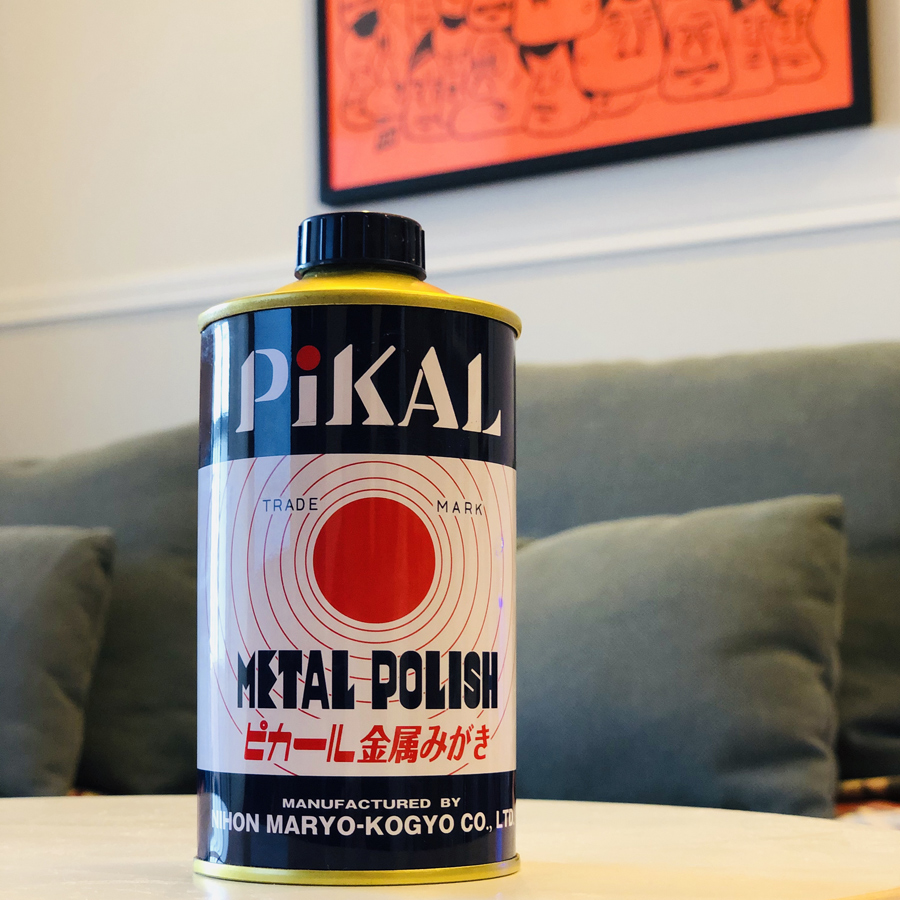 PiKAL
TRADE MARK
METAL POLISH
ピカール金属みがき
MANUFACTURED BY
NIHON MARYO-KOGYO CO., LTD.